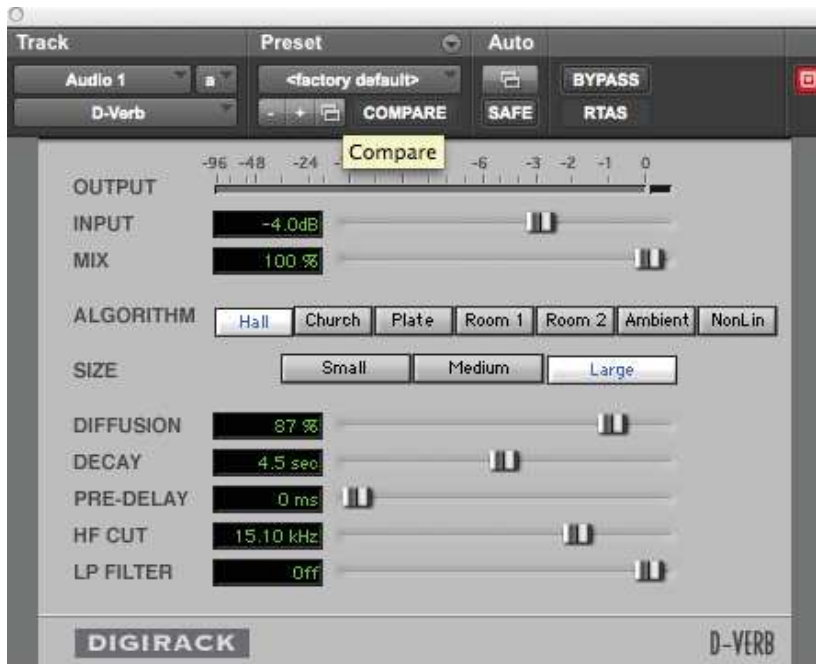 Track Preset Auto
Audio 1 a <factory default> BYPASS
D-Verb - + COMPARE SAFE RTAS
Compare
-96 -48 -24 -6 -3 -2 -1 0
OUTPUT
INPUT -4.0dB
MIX 100 %
ALGORITHM Hall Church Plate Room 1 Room 2 Ambient NonLin
SIZE Small Medium Large
DIFFUSION 87 %
DECAY 4.5 sec
PRE-DELAY 0 ms
HF CUT 15.10 kHz
LP FILTER Off
DIGIRACK D-VERB